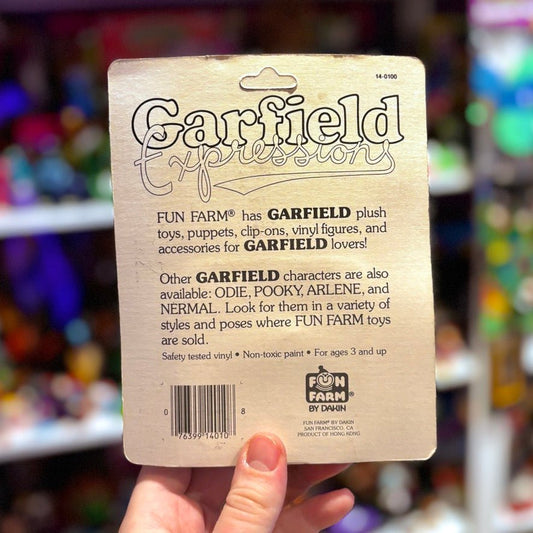 14-0100
Garfield
Expressions
FUN FARM® has GARFIELD plush
toys, puppets, clip-ons, vinyl figures, and
accessories for GARFIELD lovers!
Other GARFIELD characters are also
available: ODIE, POOKY, ARLENE, and
NERMAL. Look for them in a variety of
styles and poses where FUN FARM toys
are sold.
Safety tested vinyl • Non-toxic paint • For ages 3 and up
FUN
FARM®
BY DAKIN
FUN FARM® BY DAKIN
SAN FRANCISCO, CA
PRODUCT OF HONG KONG
0 76399 14010 8